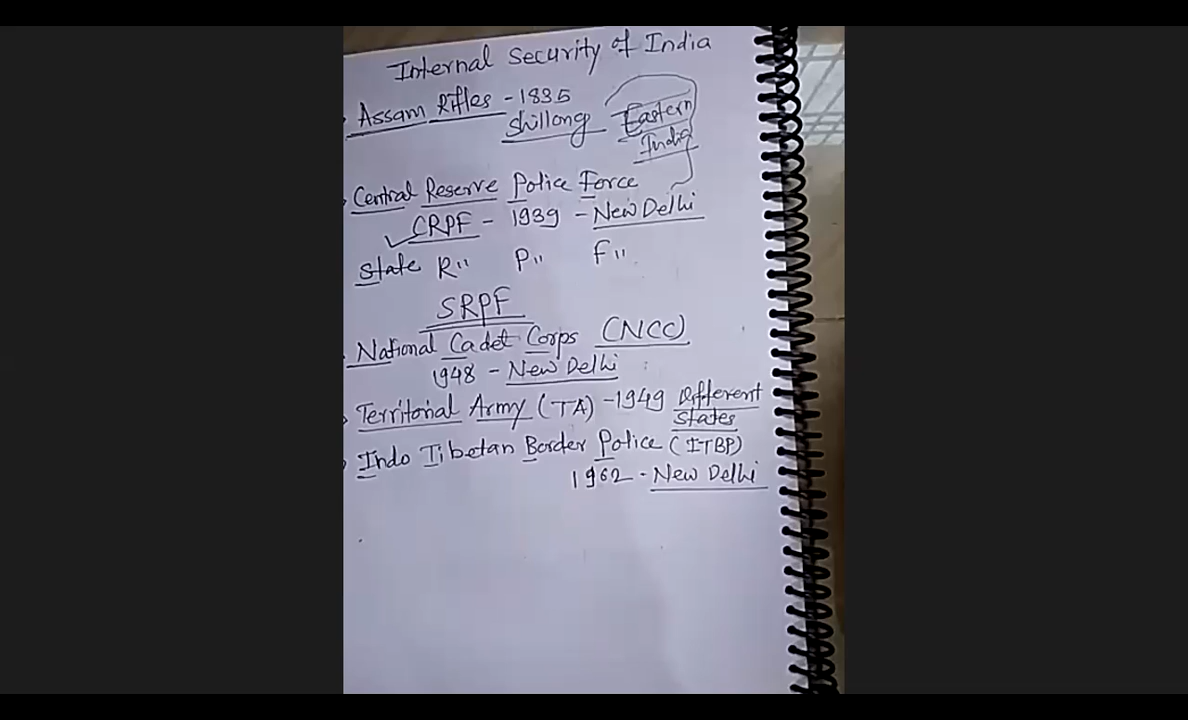 Internal Security of India
Assam Rifles - 1835
Shillong Eastern
India
Central Reserve Police Force
CRPF - 1939 - New Delhi
State R" P" F"
SRPF
National Cadet Corps (NCC)
1948 - New Delhi
Territorial Army (TA) - 1949 Different
States
Indo Tibetan Border Police (ITBP)
1962 - New Delhi